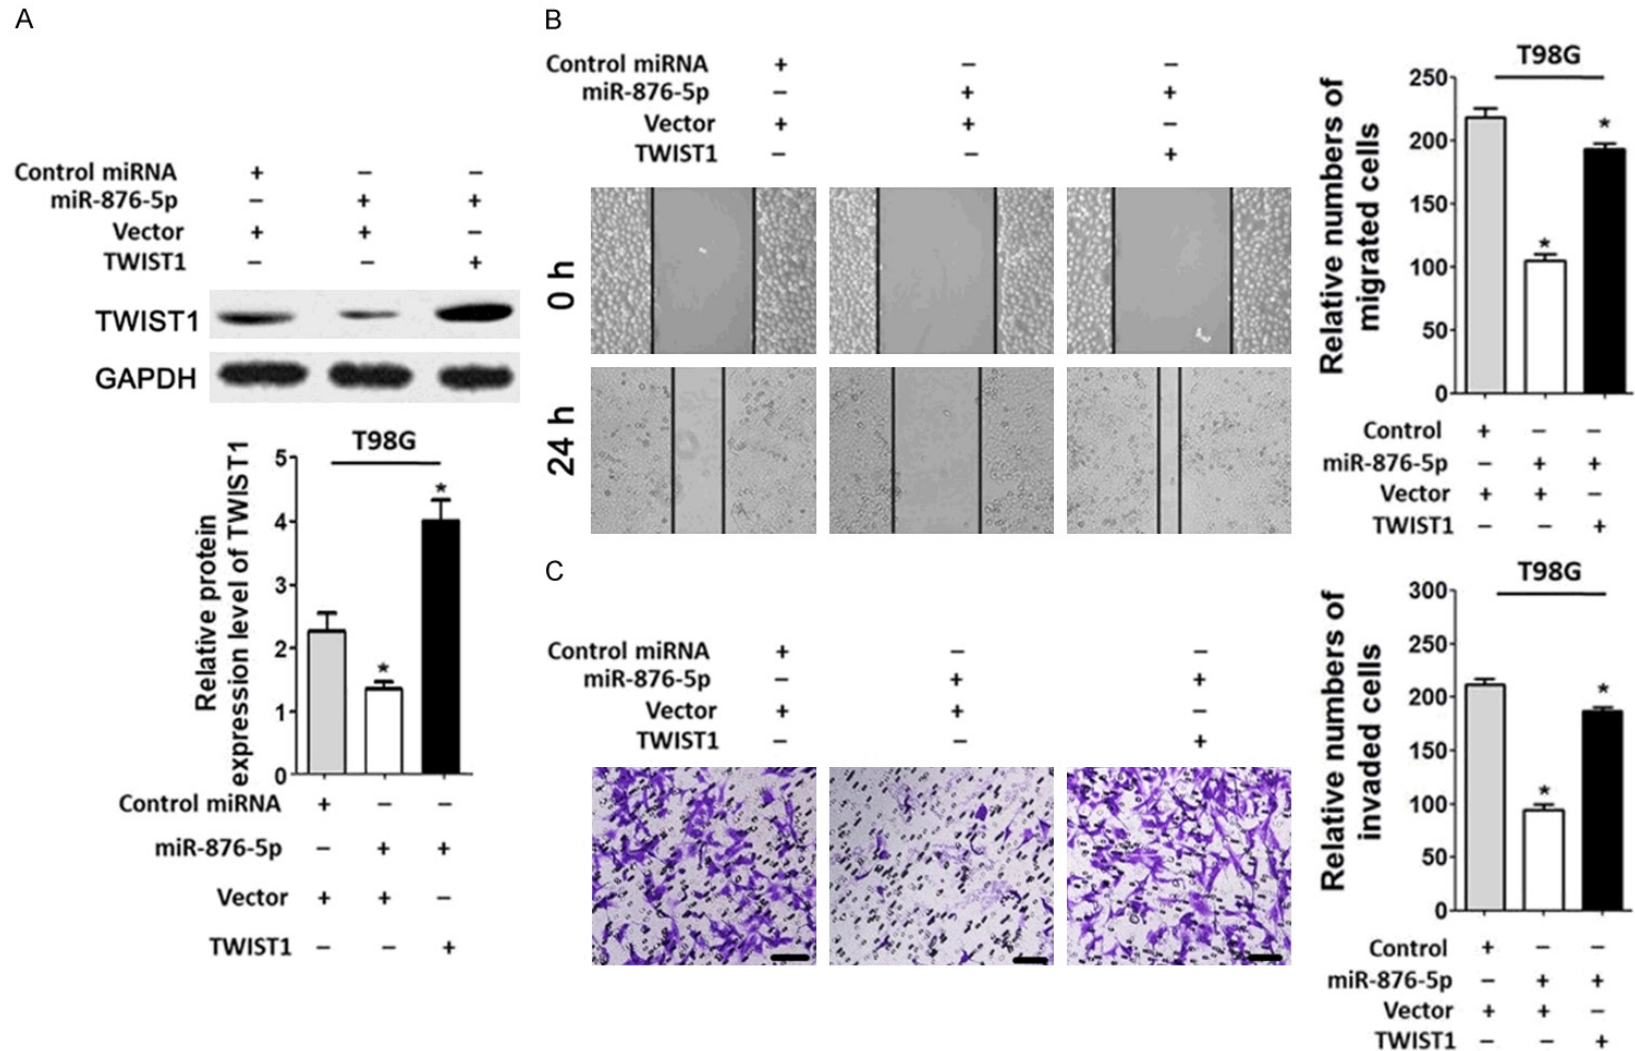 A
Control miRNA + − −
miR-876-5p − + +
Vector + + −
TWIST1 − − +
TWIST1
GAPDH
T98G
Relative protein
expression level of TWIST1
5
4
3
2
1
0
* *
Control miRNA + − −
miR-876-5p − + +
Vector + + −
TWIST1 − − +
B
Control miRNA + − −
miR-876-5p − + +
Vector + + −
TWIST1 − − +
0 h
24 h
T98G
Relative numbers of
migrated cells
250
200
150
100
50
0
* *
Control + − −
miR-876-5p − + +
Vector + + −
TWIST1 − − +
C
Control miRNA + − −
miR-876-5p − + +
Vector + + −
TWIST1 − − +
T98G
Relative numbers of
invaded cells
300
250
200
150
100
50
0
* *
Control + − −
miR-876-5p − + +
Vector + + −
TWIST1 − − +